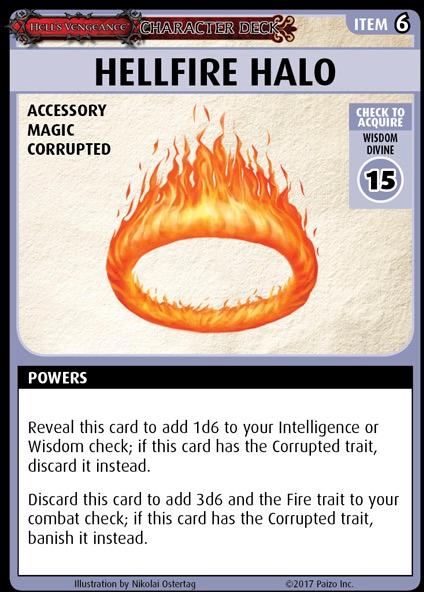 HELL'S VENGEANCE CHARACTER DECK ITEM 6
HELLFIRE HALO
ACCESSORY
MAGIC
CORRUPTED
CHECK TO
ACQUIRE
WISDOM
DIVINE
15
POWERS
Reveal this card to add 1d6 to your Intelligence or
Wisdom check; if this card has the Corrupted trait,
discard it instead.
Discard this card to add 3d6 and the Fire trait to your
combat check; if this card has the Corrupted trait,
banish it instead.
Illustration by Nikolai Ostertag ©2017 Paizo Inc.